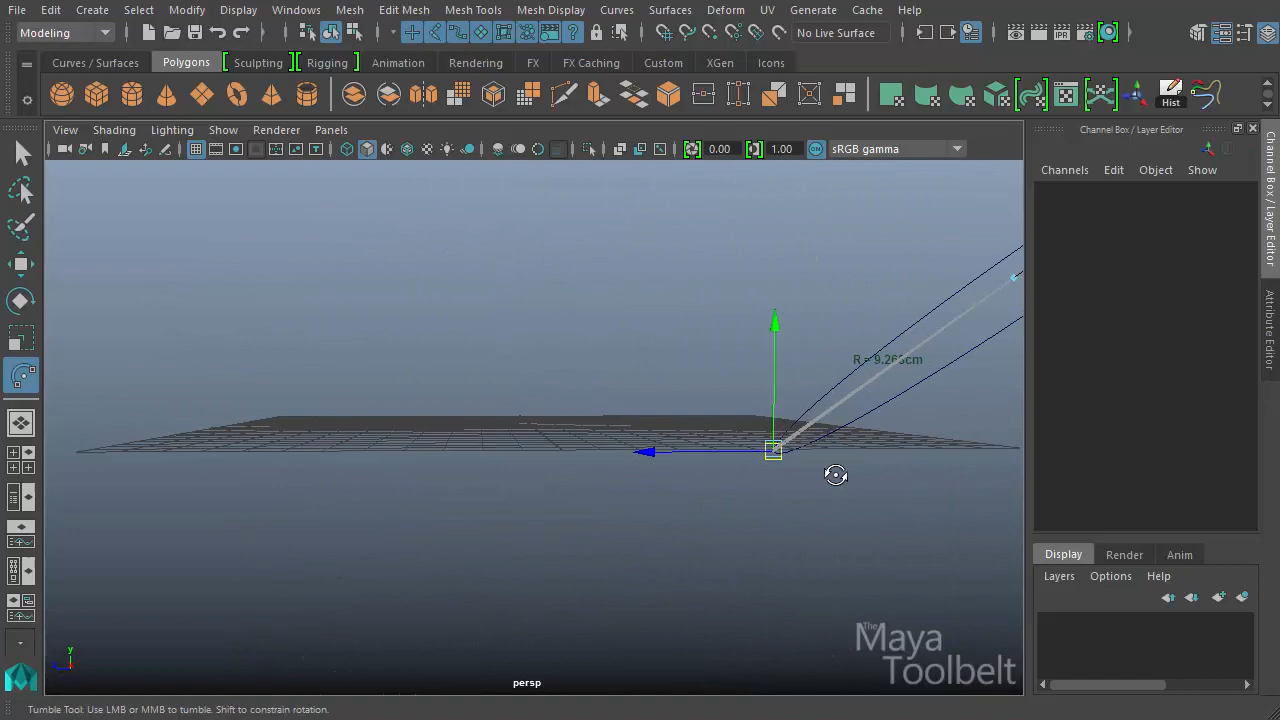 File Edit Create Select Modify Display Windows Mesh Edit Mesh Mesh Tools Mesh Display Curves Surfaces Deform UV Generate Cache Help
Modeling No Live Surface IPR
Curves / Surfaces Polygons Sculpting Rigging Animation Rendering FX FX Caching Custom XGen Icons
Hist
View Shading Lighting Show Renderer Panels
0.00 1.00 ON sRGB gamma
Channel Box / Layer Editor
Channels Edit Object Show
Channel Box / Layer Editor
Attribute Editor
R = 9.266cm
Display Render Anim
Layers Options Help
The
Maya
Toolbelt
y
persp
Tumble Tool: Use LMB or MMB to tumble. Shift to constrain rotation.